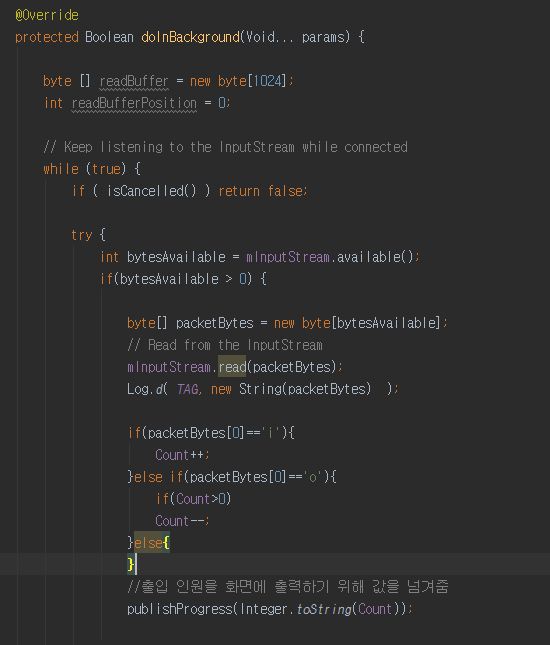 @Override
protected Boolean doInBackground(Void... params) {
byte [] readBuffer = new byte[1024];
int readBufferPosition = 0;
// Keep listening to the InputStream while connected
while (true) {
if ( isCancelled() ) return false;
try {
int bytesAvailable = mInputStream.available();
if(bytesAvailable > 0) {
byte[] packetBytes = new byte[bytesAvailable];
// Read from the InputStream
mInputStream.read(packetBytes);
Log.d( TAG, new String(packetBytes)  );
if(packetBytes[0]=='i'){
Count++;
}else if(packetBytes[0]=='o'){
if(Count>0)
Count--;
}else{
}
//출입 인원을 화면에 출력하기 위해 값을 넘겨줌
publishProgress(Integer.toString(Count));